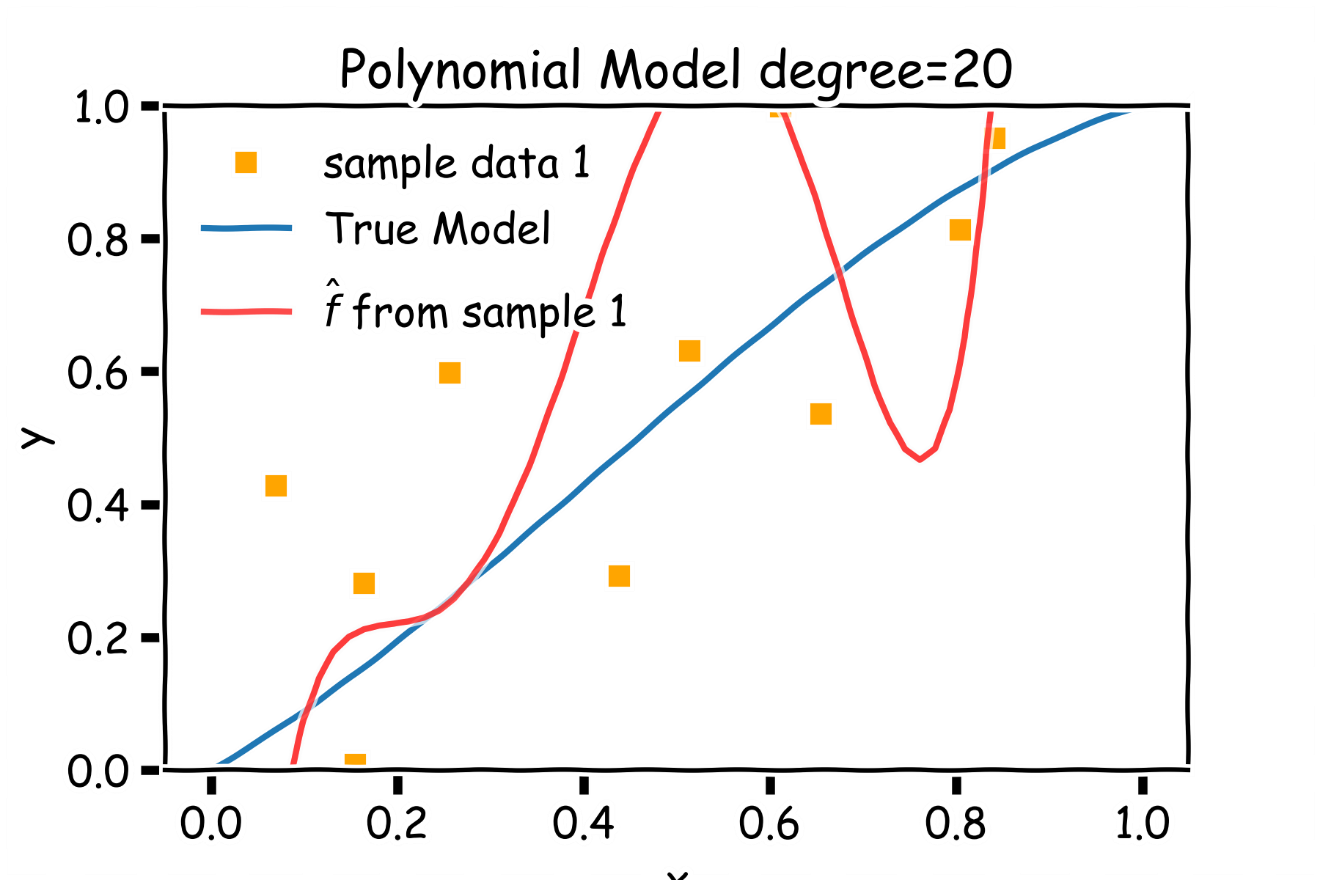 Polynomial Model degree=20
1.0
0.8
0.6
0.4
0.2
0.0
y
sample data 1
True Model
f̂ from sample 1
0.0 0.2 0.4 0.6 0.8 1.0